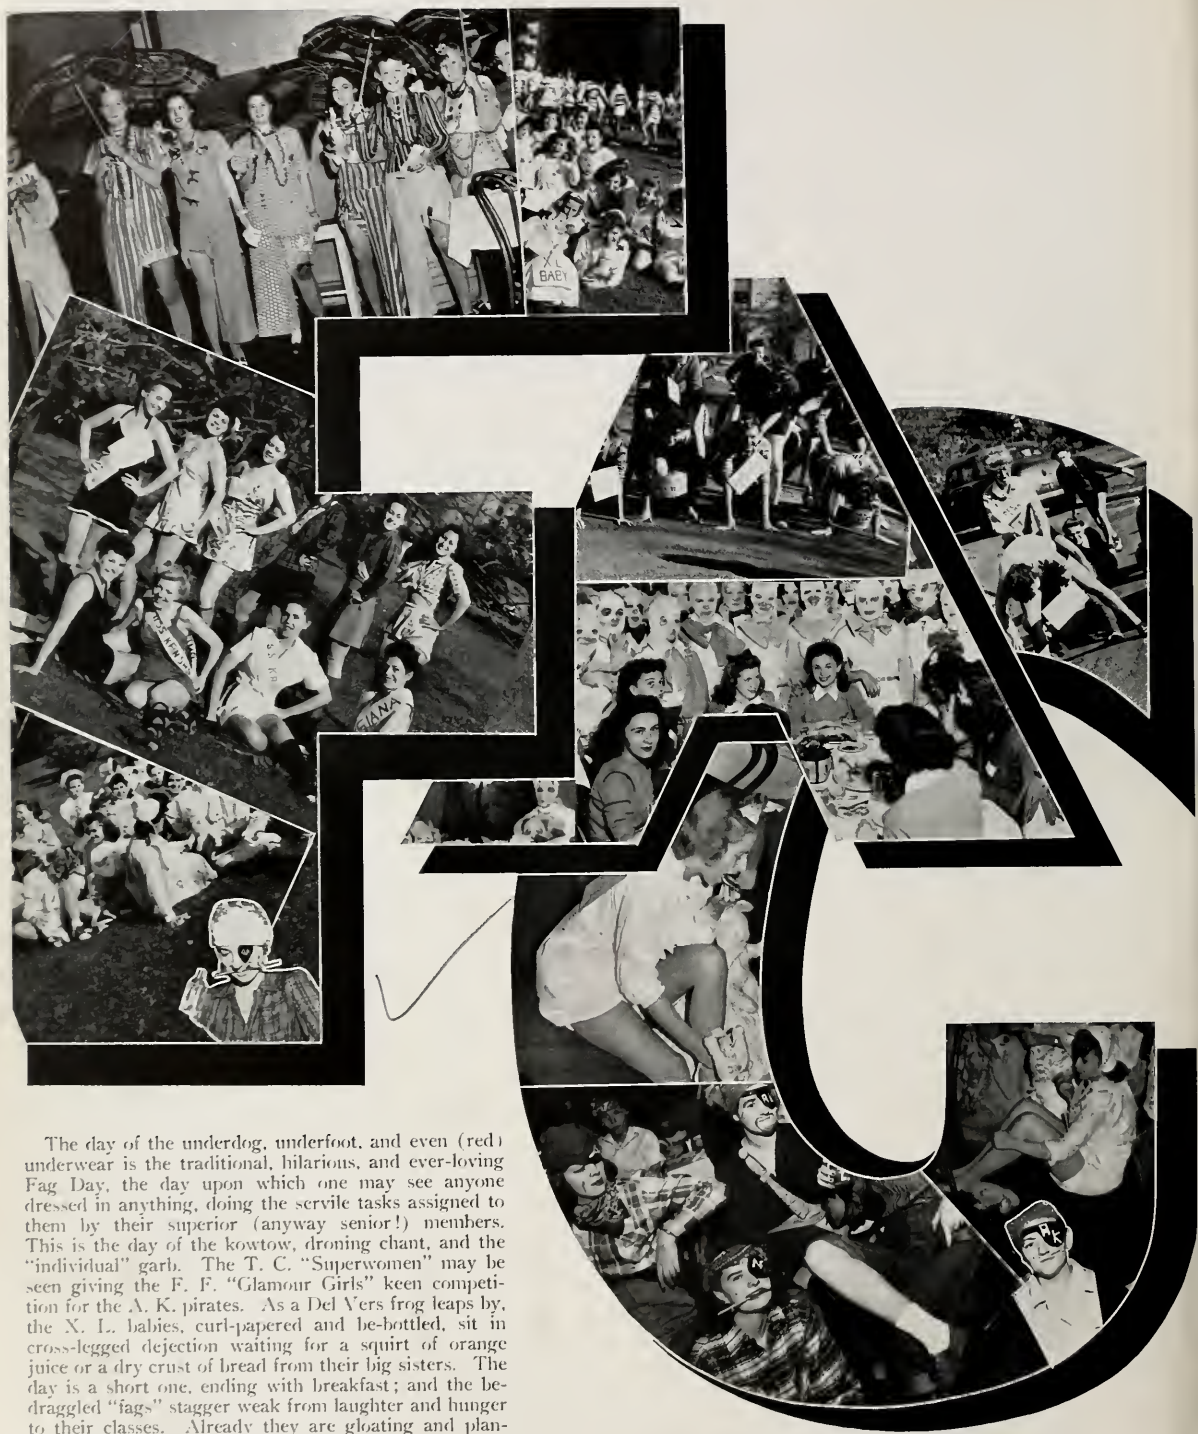 FAG
X L
BABY
AK
The day of the underdog, underfoot, and even (red)
underwear is the traditional, hilarious, and ever-loving
Fag Day, the day upon which one may see anyone
dressed in anything, doing the servile tasks assigned to
them by their superior (anyway senior!) members.
This is the day of the kowtow, droning chant, and the
"individual" garb. The T. C. "Superwomen" may be
seen giving the F. F. "Glamour Girls" keen competi-
tion for the A. K. pirates. As a Del Vers frog leaps by,
the X. L. babies, curl-papered and be-bottled, sit in
cross-legged dejection waiting for a squirt of orange
juice or a dry crust of bread from their big sisters. The
day is a short one, ending with breakfast; and the be-
draggled "fags" stagger weak from laughter and hunger
to their classes. Already they are gloating and plan-